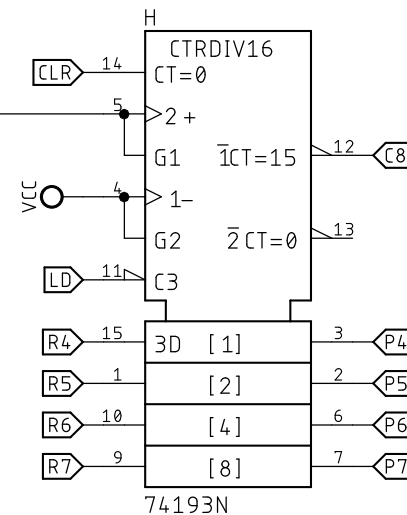 H
CTRDIV16
CLR 14 CT=0
5 2+
G1 1̅CT=15 12 C8
VCC 4 1-
G2 2̅CT=0 13
LD 11 C3
R4 15 3D [1] 3 P4
R5 1 [2] 2 P5
R6 10 [4] 6 P6
R7 9 [8] 7 P7
74193N